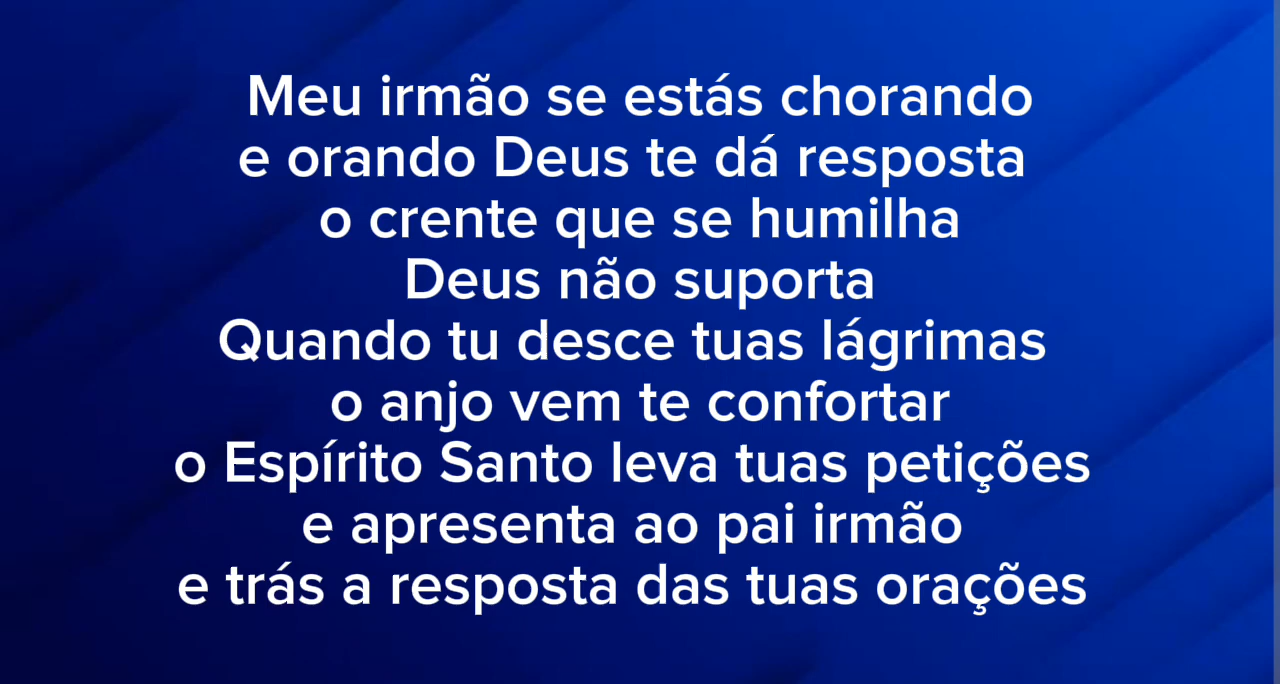 Meu irmão se estás chorando
e orando Deus te dá resposta
o crente que se humilha
Deus não suporta
Quando tu desce tuas lágrimas
o anjo vem te confortar
o Espírito Santo leva tuas petições
e apresenta ao pai irmão
e trás a resposta das tuas orações